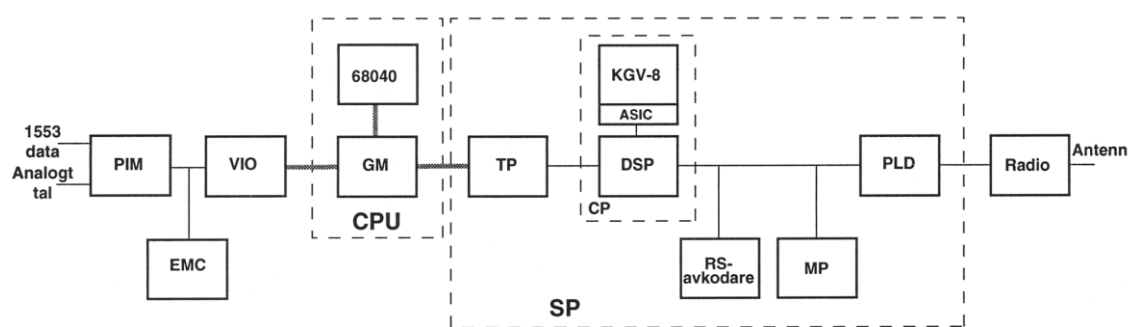 1553
data
Analogt
tal
PIM
EMC
VIO
68040
GM
CPU
TP
KGV-8
ASIC
DSP
CP
RS-
avkodare
MP
PLD
SP
Radio
Antenn